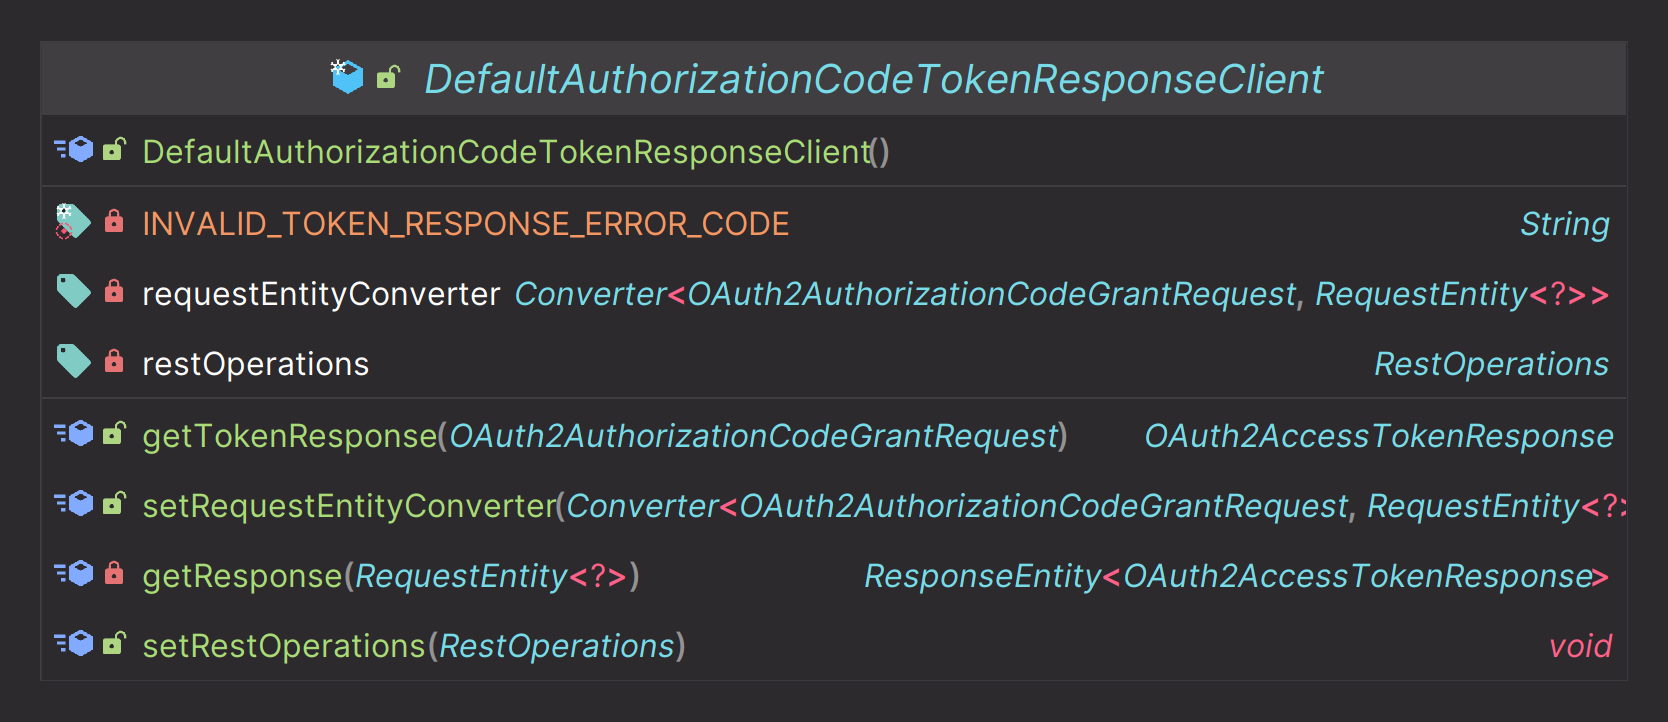 DefaultAuthorizationCodeTokenResponseClient
DefaultAuthorizationCodeTokenResponseClient()
INVALID_TOKEN_RESPONSE_ERROR_CODE String
requestEntityConverter Converter<OAuth2AuthorizationCodeGrantRequest, RequestEntity<?>>
restOperations RestOperations
getTokenResponse(OAuth2AuthorizationCodeGrantRequest) OAuth2AccessTokenResponse
setRequestEntityConverter(Converter<OAuth2AuthorizationCodeGrantRequest, RequestEntity<?>
getResponse(RequestEntity<?>) ResponseEntity<OAuth2AccessTokenResponse>
setRestOperations(RestOperations) void